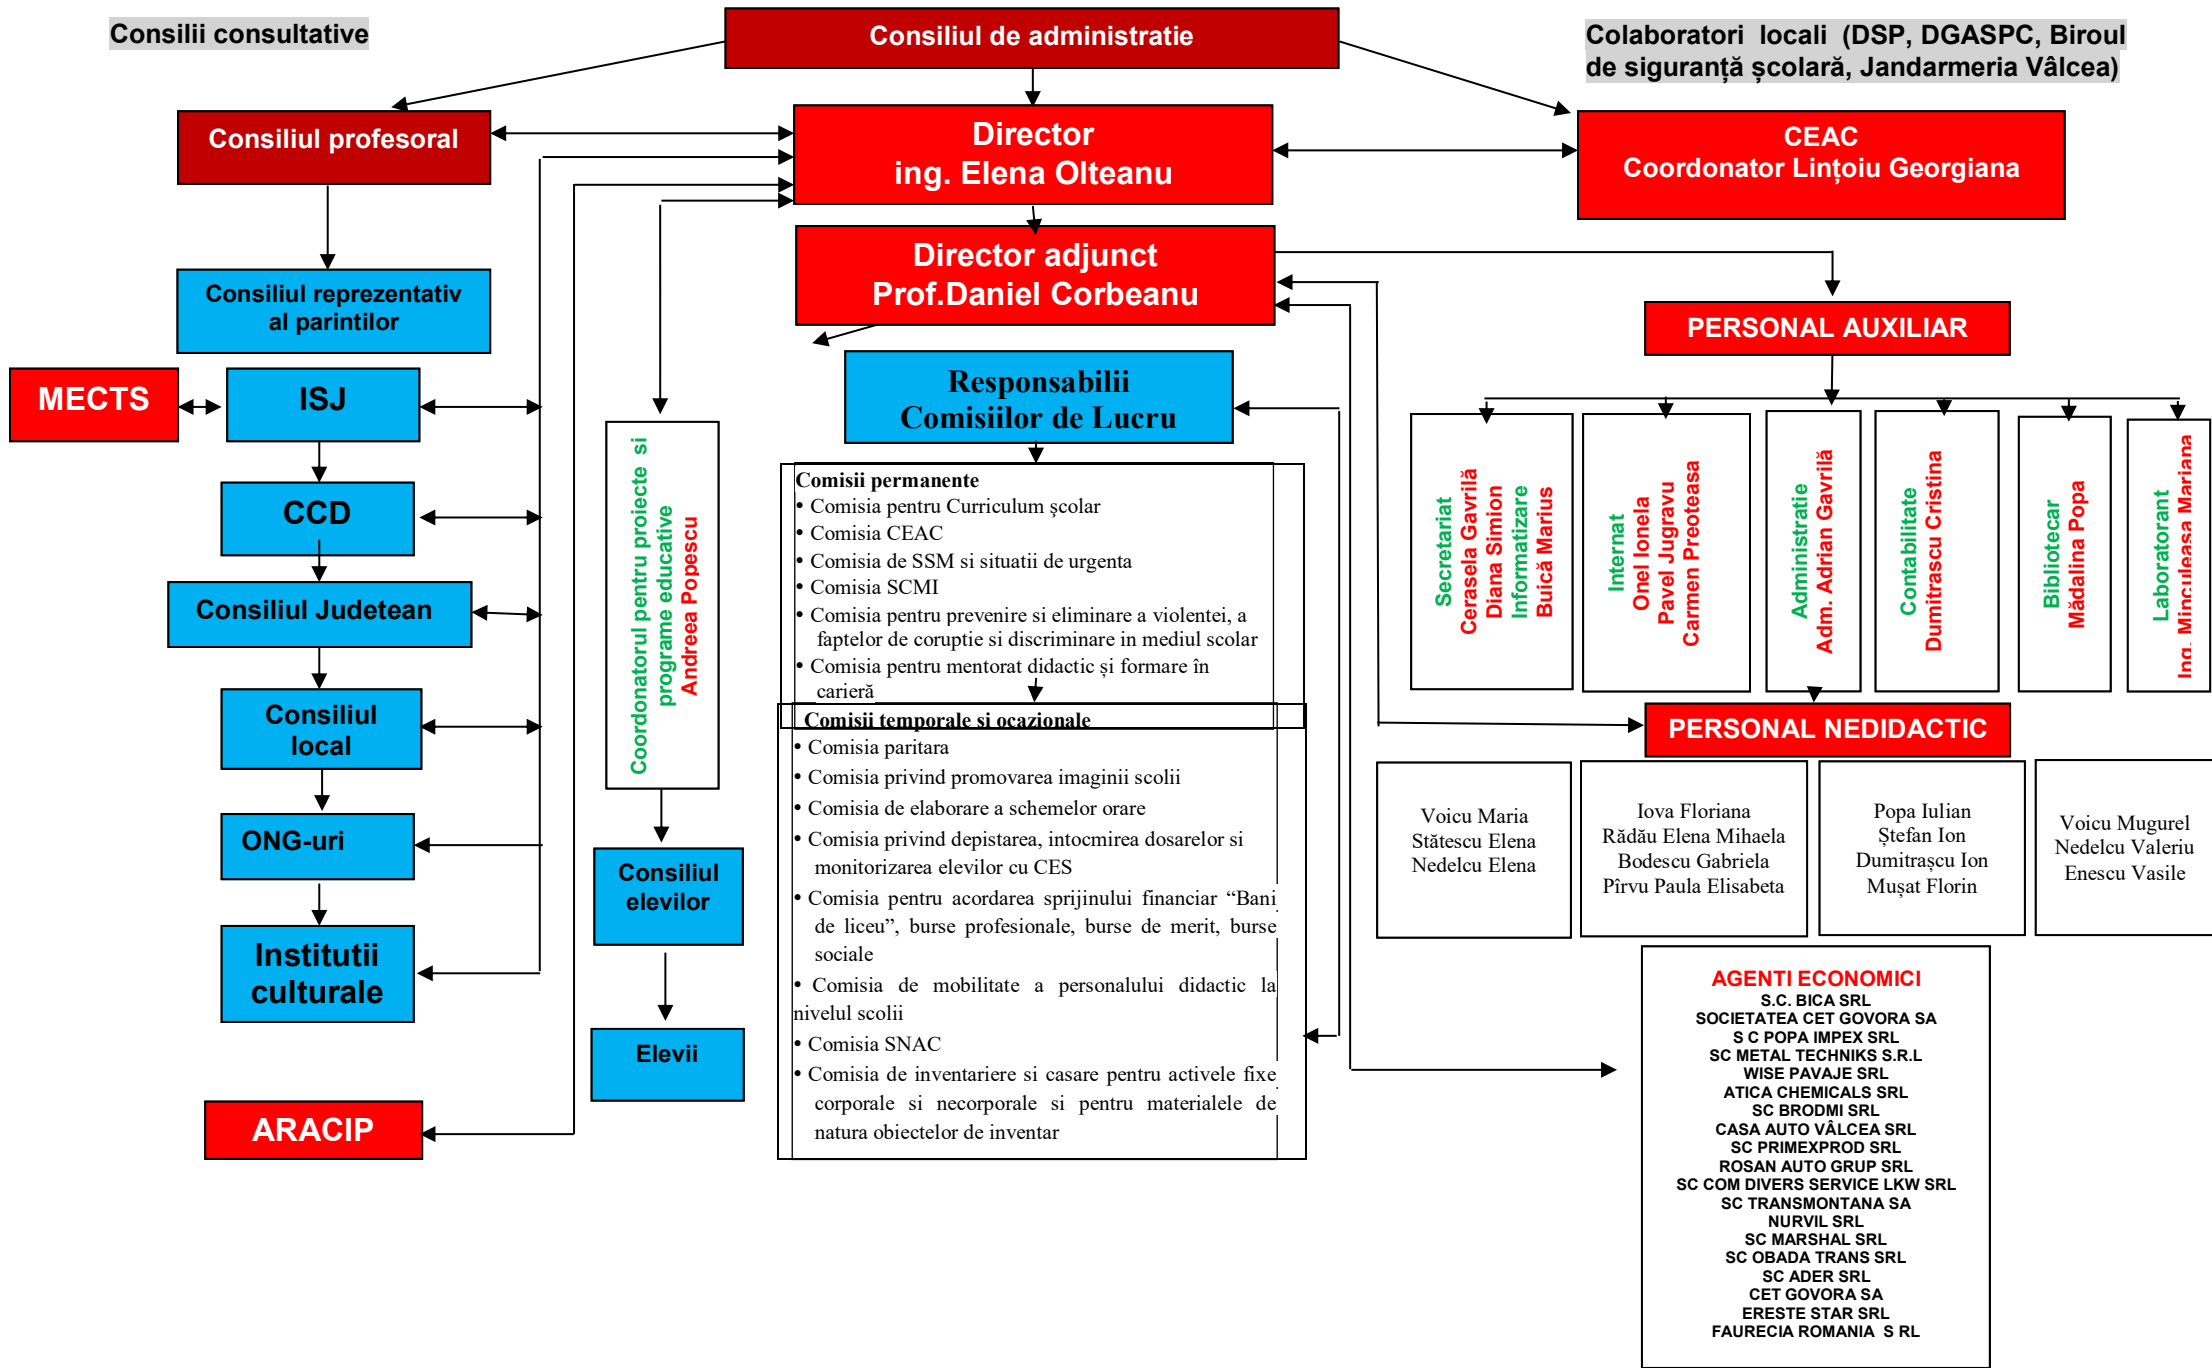 Consilii consultative
Consiliul de administratie
Colaboratori locali (DSP, DGASPC, Biroul
de siguranță școlară, Jandarmeria Vâlcea)
Consiliul profesoral
Director
ing. Elena Olteanu
CEAC
Coordonator Lințoiu Georgiana
Director adjunct
Prof.Daniel Corbeanu
Consiliul reprezentativ
al parintilor
PERSONAL AUXILIAR
MECTS
ISJ
Responsabilii
Comisiilor de Lucru
CCD
Consiliul Judetean
Consiliul
local
ONG-uri
Institutii
culturale
ARACIP
Coordonatorul pentru proiecte si
programe educative
Andreea Popescu
Consiliul
elevilor
Elevii
Comisii permanente
• Comisia pentru Curriculum şcolar
• Comisia CEAC
• Comisia de SSM si situatii de urgenta
• Comisia SCMI
• Comisia pentru prevenire si eliminare a violentei, a
faptelor de coruptie si discriminare in mediul scolar
• Comisia pentru mentorat didactic și formare în
carieră
Comisii temporale si ocazionale
• Comisia paritara
• Comisia privind promovarea imaginii scolii
• Comisia de elaborare a schemelor orare
• Comisia privind depistarea, intocmirea dosarelor si
monitorizarea elevilor cu CES
• Comisia pentru acordarea sprijinului financiar “Bani
de liceu”, burse profesionale, burse de merit, burse
sociale
• Comisia de mobilitate a personalului didactic la
nivelul scolii
• Comisia SNAC
• Comisia de inventariere si casare pentru activele fixe
corporale si necorporale si pentru materialele de
natura obiectelor de inventar
Secretariat
Cerasela Gavrilă
Diana Simion
Informatizare
Buică Marius
Internat
Onel Ionela
Pavel Jugravu
Carmen Preoteasa
Administratie
Adm. Adrian Gavrilă
Contabilitate
Dumitrascu Cristina
Bibliotecar
Mădalina Popa
Laborator​ant
Ing. Minculeasa Mariana
PERSONAL NEDIDACTIC
Voicu Maria
Stătescu Elena
Nedelcu Elena
Iova Floriana
Rădău Elena Mihaela
Bodescu Gabriela
Pîrvu Paula Elisabeta
Popa Iulian
Ștefan Ion
Dumitrașcu Ion
Mușat Florin
Voicu Mugurel
Nedelcu Valeriu
Enescu Vasile
AGENTI ECONOMICI
S.C. BICA SRL
SOCIETATEA CET GOVORA SA
S C POPA IMPEX SRL
SC METAL TECHNIKS S.R.L
WISE PAVAJE SRL
ATICA CHEMICALS SRL
SC BRODMI SRL
CASA AUTO VÂLCEA SRL
SC PRIMEXPROD SRL
ROSAN AUTO GRUP SRL
SC COM DIVERS SERVICE LKW SRL
SC TRANSMONTANA SA
NURVIL SRL
SC MARSHAL SRL
SC OBADA TRANS SRL
SC ADER SRL
CET GOVORA SA
ERESTE STAR SRL
FAURECIA ROMANIA S RL